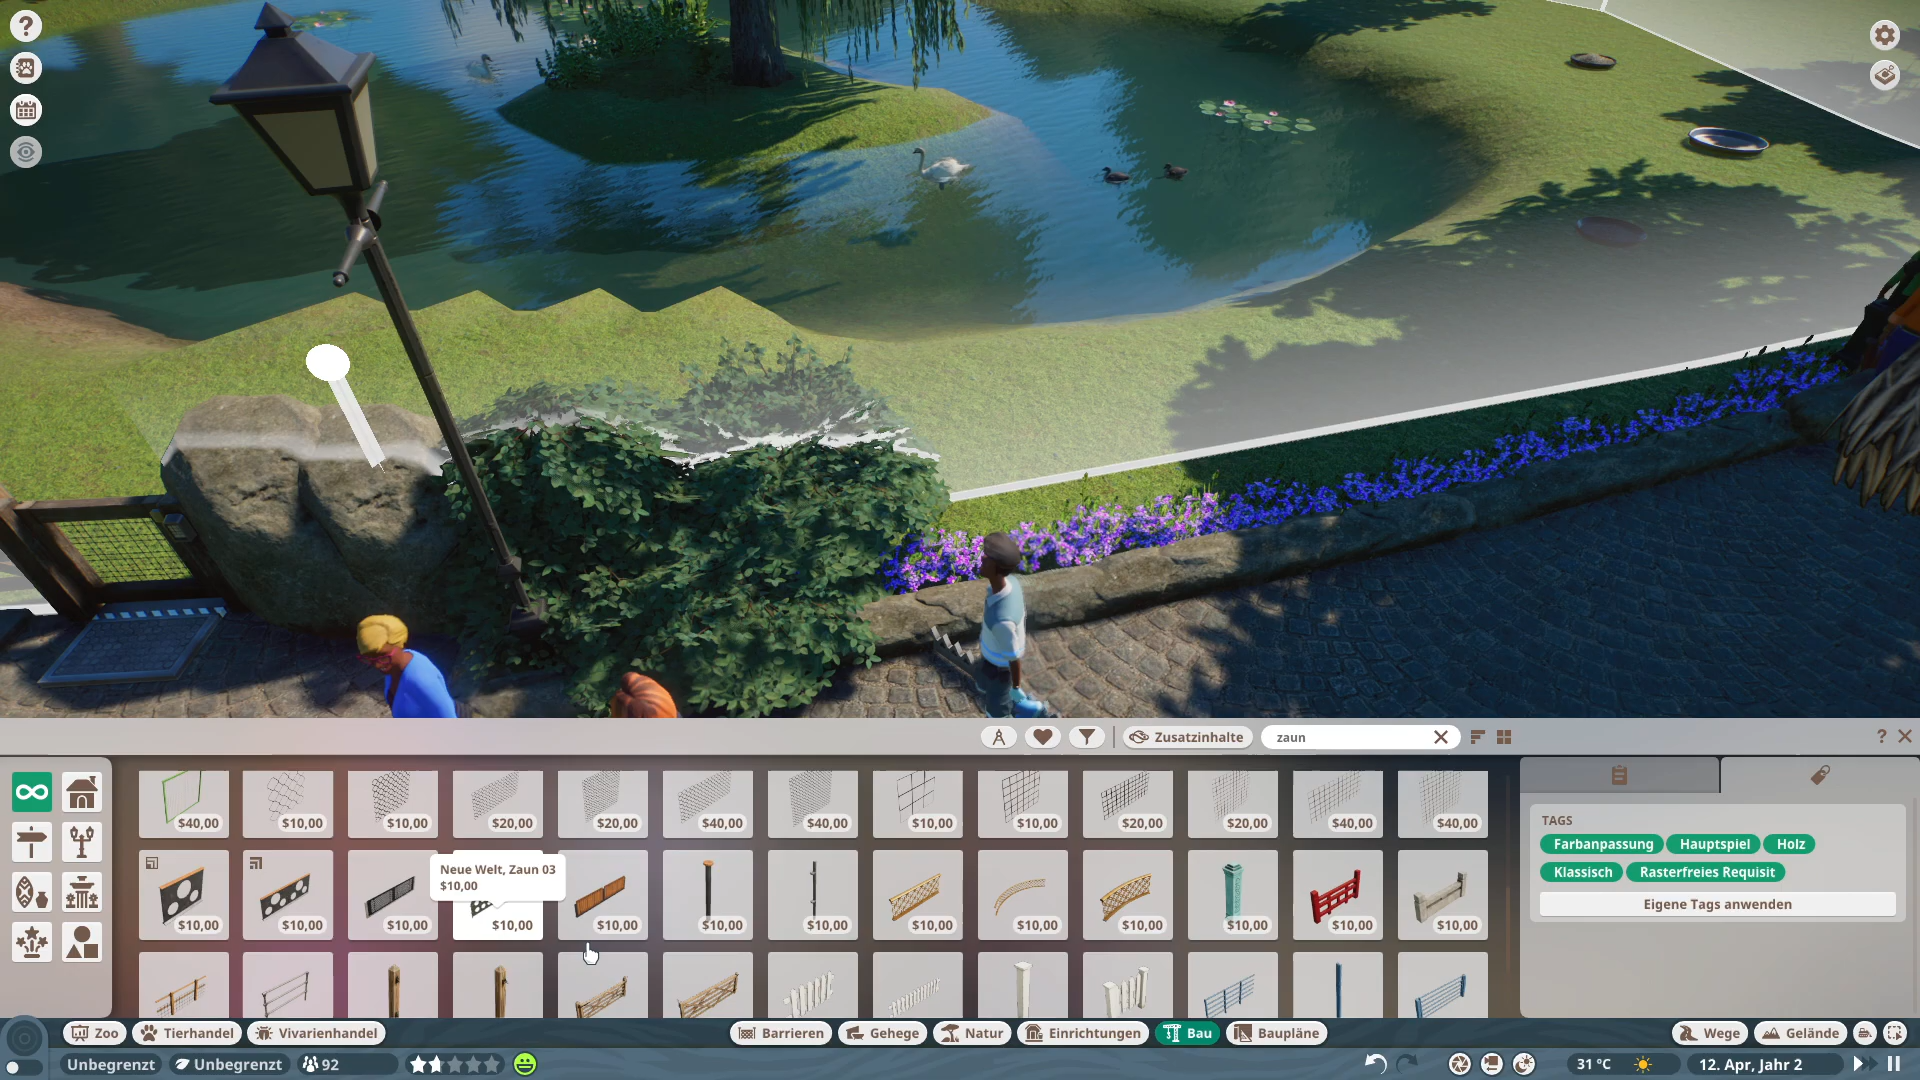 Zusatzinhalte
zaun
?
?
$40,00
$10,00
$10,00
$20,00
$20,00
$40,00
$40,00
$10,00
$10,00
$20,00
$20,00
$40,00
$40,00
Neue Welt, Zaun 03
$10,00
$10,00
$10,00
$10,00
$10,00
$10,00
$10,00
$10,00
$10,00
$10,00
$10,00
$10,00
$10,00
$10,00
TAGS
Farbanpassung
Hauptspiel
Holz
Klassisch
Rasterfreies Requisit
Eigene Tags anwenden
Zoo
Tierhandel
Vivarienhandel
Barrieren
Gehege
Natur
Einrichtungen
Bau
Baupläne
Wege
Gelände
Unbegrenzt
Unbegrenzt
92
31 °C
12. Apr, Jahr 2